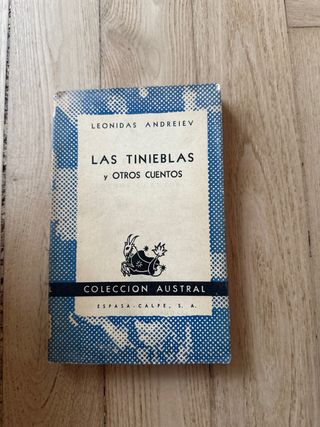 LEONIDAS ANDREIEV
LAS TINIEBLAS
y OTROS CUENTOS
COLECCION AUSTRAL
ESPASA-CALPE, S. A.